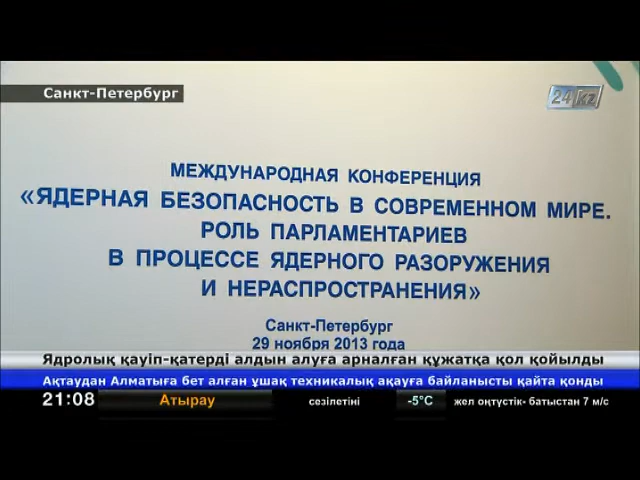 Санкт-Петербург
24kz
МЕЖДУНАРОДНАЯ КОНФЕРЕНЦИЯ
«ЯДЕРНАЯ БЕЗОПАСНОСТЬ В СОВРЕМЕННОМ МИРЕ.
РОЛЬ ПАРЛАМЕНТАРИЕВ
В ПРОЦЕССЕ ЯДЕРНОГО РАЗОРУЖЕНИЯ
И НЕРАСПРОСТРАНЕНИЯ»
Санкт-Петербург
29 ноября 2013 года
Ядролық қауіп-қатерді алдын алуға арналған құжатқа қол қойылды
Ақтаудан Алматыға бет алған ұшақ техникалық ақауға байланысты қайта қонды
21:08 Атырау сезілетіні -5°C жел оңтүстік- батыстан 7 м/с